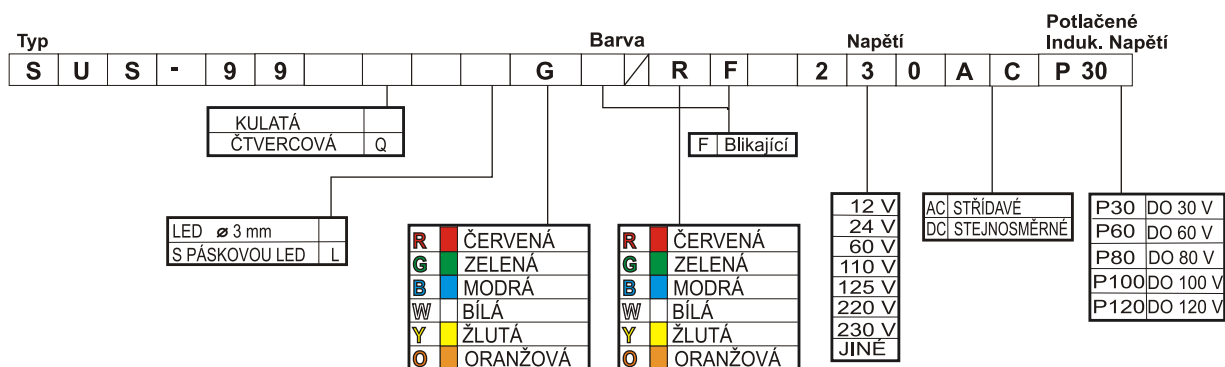 Typ Barva Napětí Potlačené
Induk. Napětí
S U S - 9 9 G / R F 2 3 0 A C P 30
KULATÁ
ČTVERCOVÁ Q
F Blikající
LED ø 3 mm
S PÁSKOVOU LED L
R ČERVENÁ
G ZELENÁ
B MODRÁ
W BÍLÁ
Y ŽLUTÁ
O ORANŽOVÁ
R ČERVENÁ
G ZELENÁ
B MODRÁ
W BÍLÁ
Y ŽLUTÁ
O ORANŽOVÁ
12 V
24 V
60 V
110 V
125 V
220 V
230 V
JINÉ
AC STŘÍDAVÉ
DC STEJNOSMĚRNÉ
P30 DO 30 V
P60 DO 60 V
P80 DO 80 V
P100 DO 100 V
P120 DO 120 V